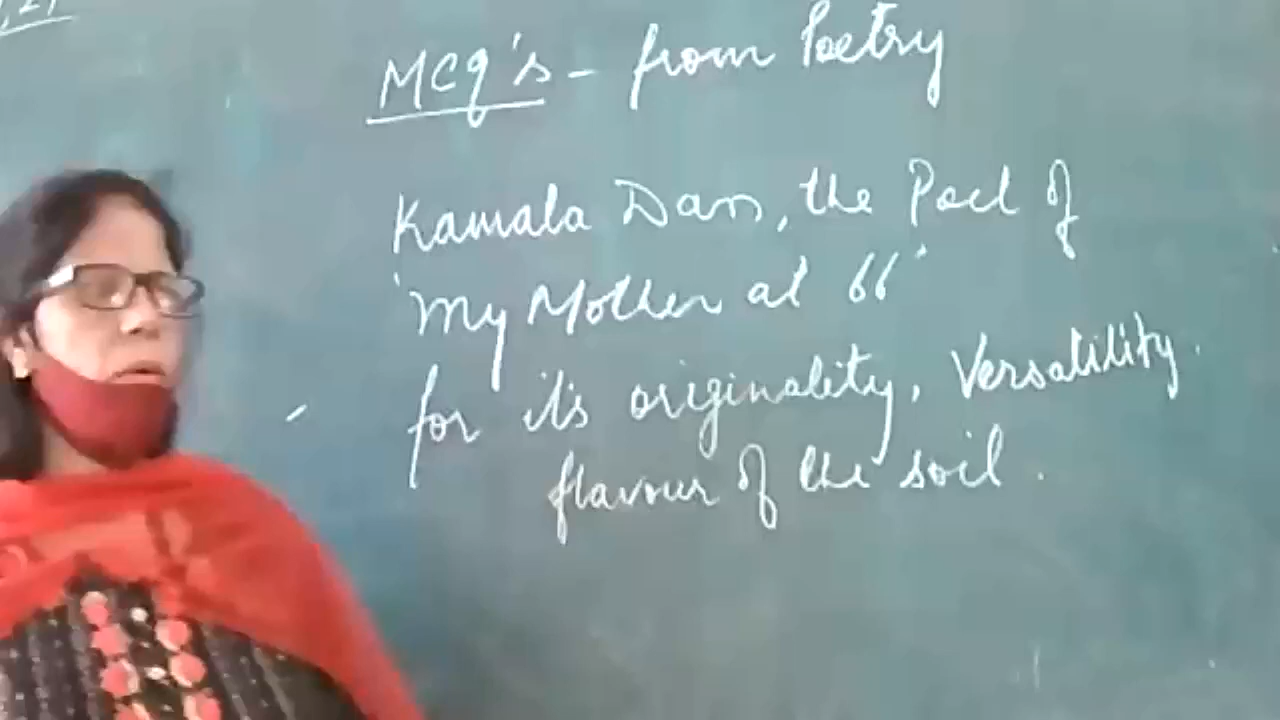 MCQ's - from Poetry
Kamala Das, the Poet of
'My Mother at 66'
for its originality, Versatility.
flavour of the soil.